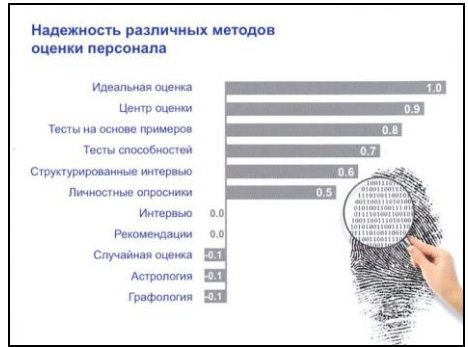 Надежность различных методов
оценки персонала
Идеальная оценка 1.0
Центр оценки 0.9
Тесты на основе примеров 0.8
Тесты способностей 0.7
Структурированные интервью 0.6
Личностные опросники 0.5
Интервью 0.0
Рекомендации 0.0
Случайная оценка -0.1
Астрология -0.1
Графология -0.1